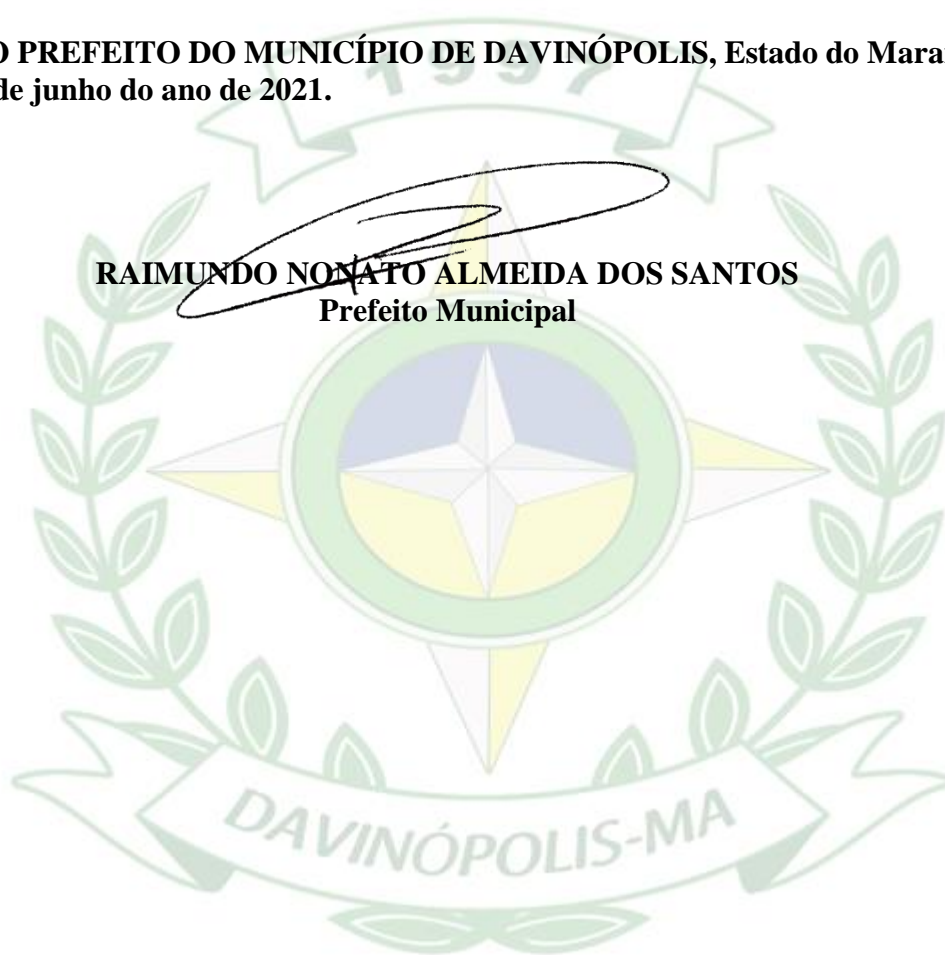 O PREFEITO DO MUNICÍPIO DE DAVINÓPOLIS, Estado do Mara
de junho do ano de 2021.
1997
RAIMUNDO NONATO ALMEIDA DOS SANTOS
Prefeito Municipal
DAVINÓPOLIS-MA